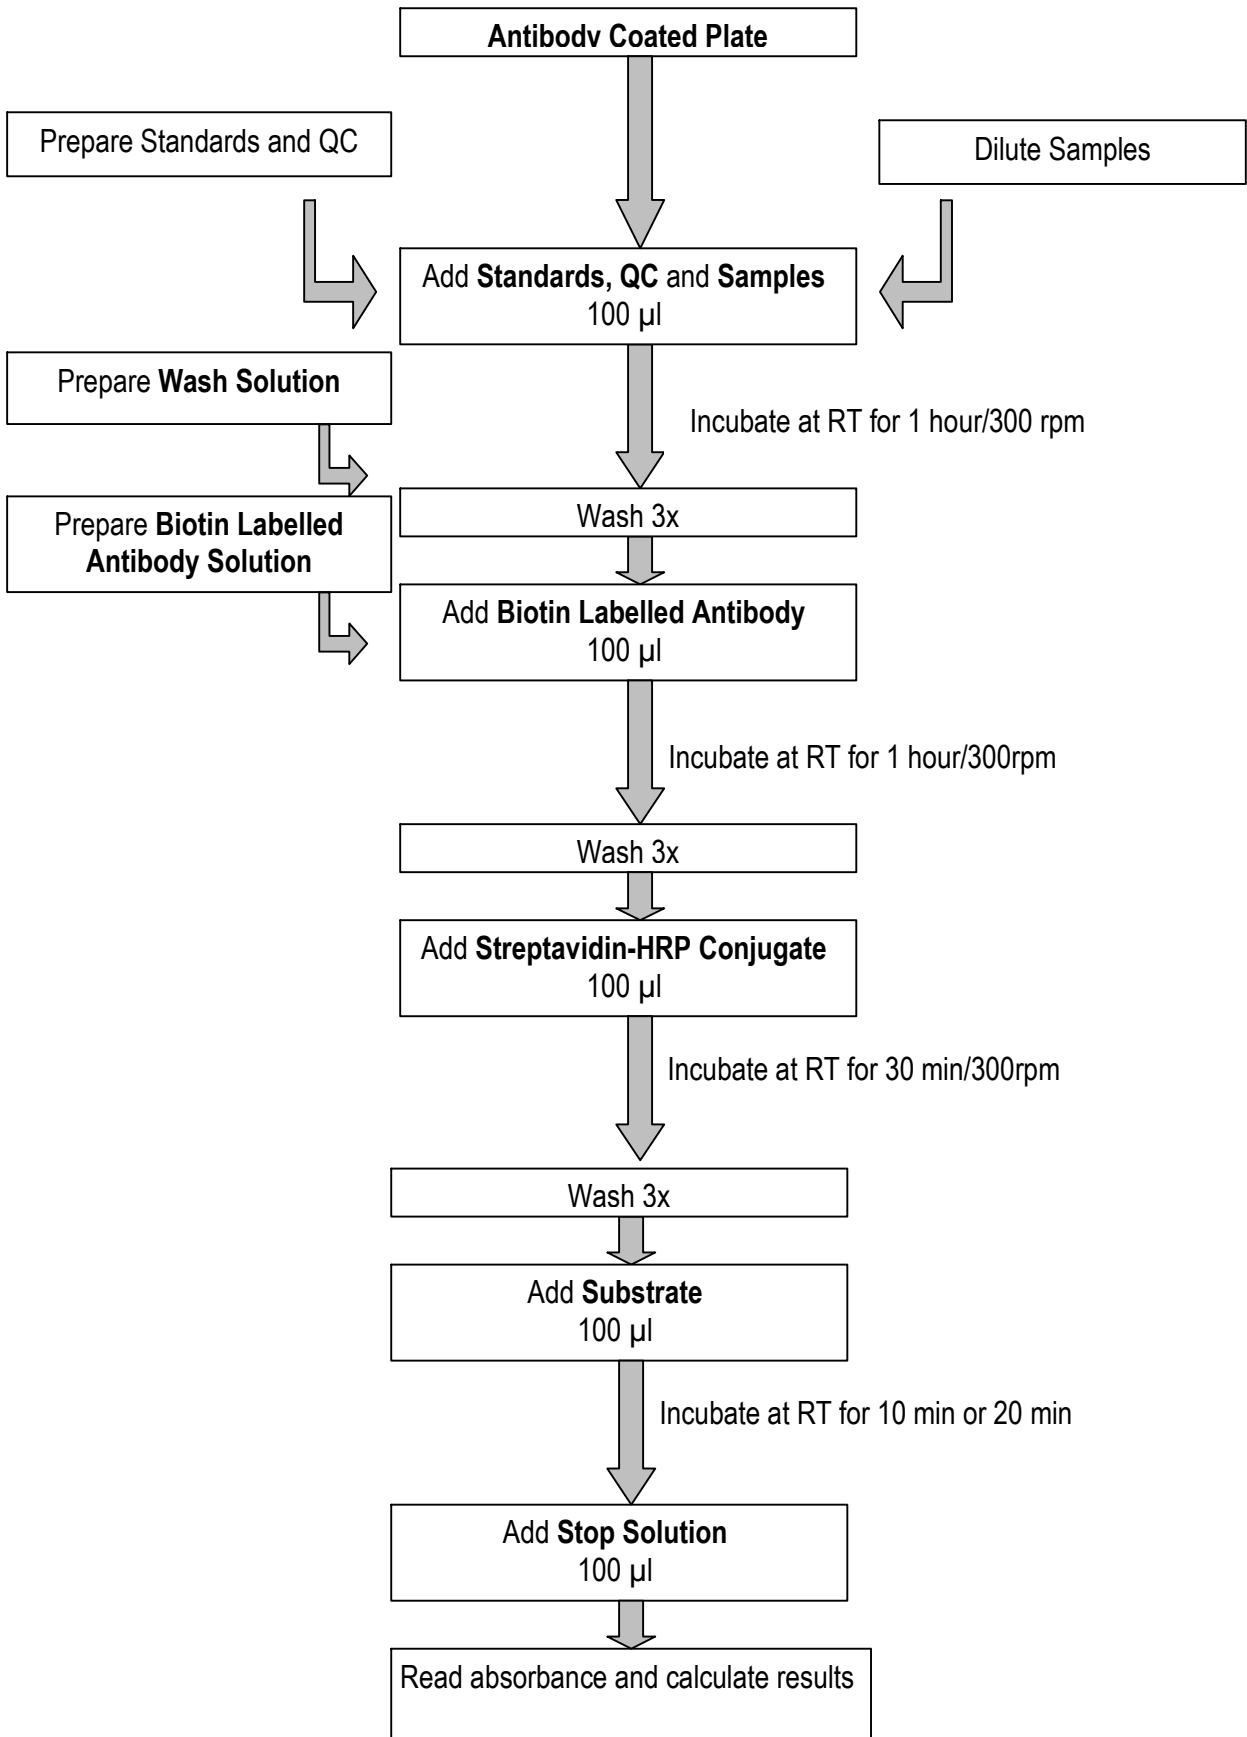 Antibody Coated Plate
Prepare Standards and QC
Dilute Samples
Add Standards, QC and Samples
100 µl
Prepare Wash Solution
Incubate at RT for 1 hour/300 rpm
Wash 3x
Prepare Biotin Labelled
Antibody Solution
Add Biotin Labelled Antibody
100 µl
Incubate at RT for 1 hour/300rpm
Wash 3x
Add Streptavidin-HRP Conjugate
100 µl
Incubate at RT for 30 min/300rpm
Wash 3x
Add Substrate
100 µl
Incubate at RT for 10 min or 20 min
Add Stop Solution
100 µl
Read absorbance and calculate results